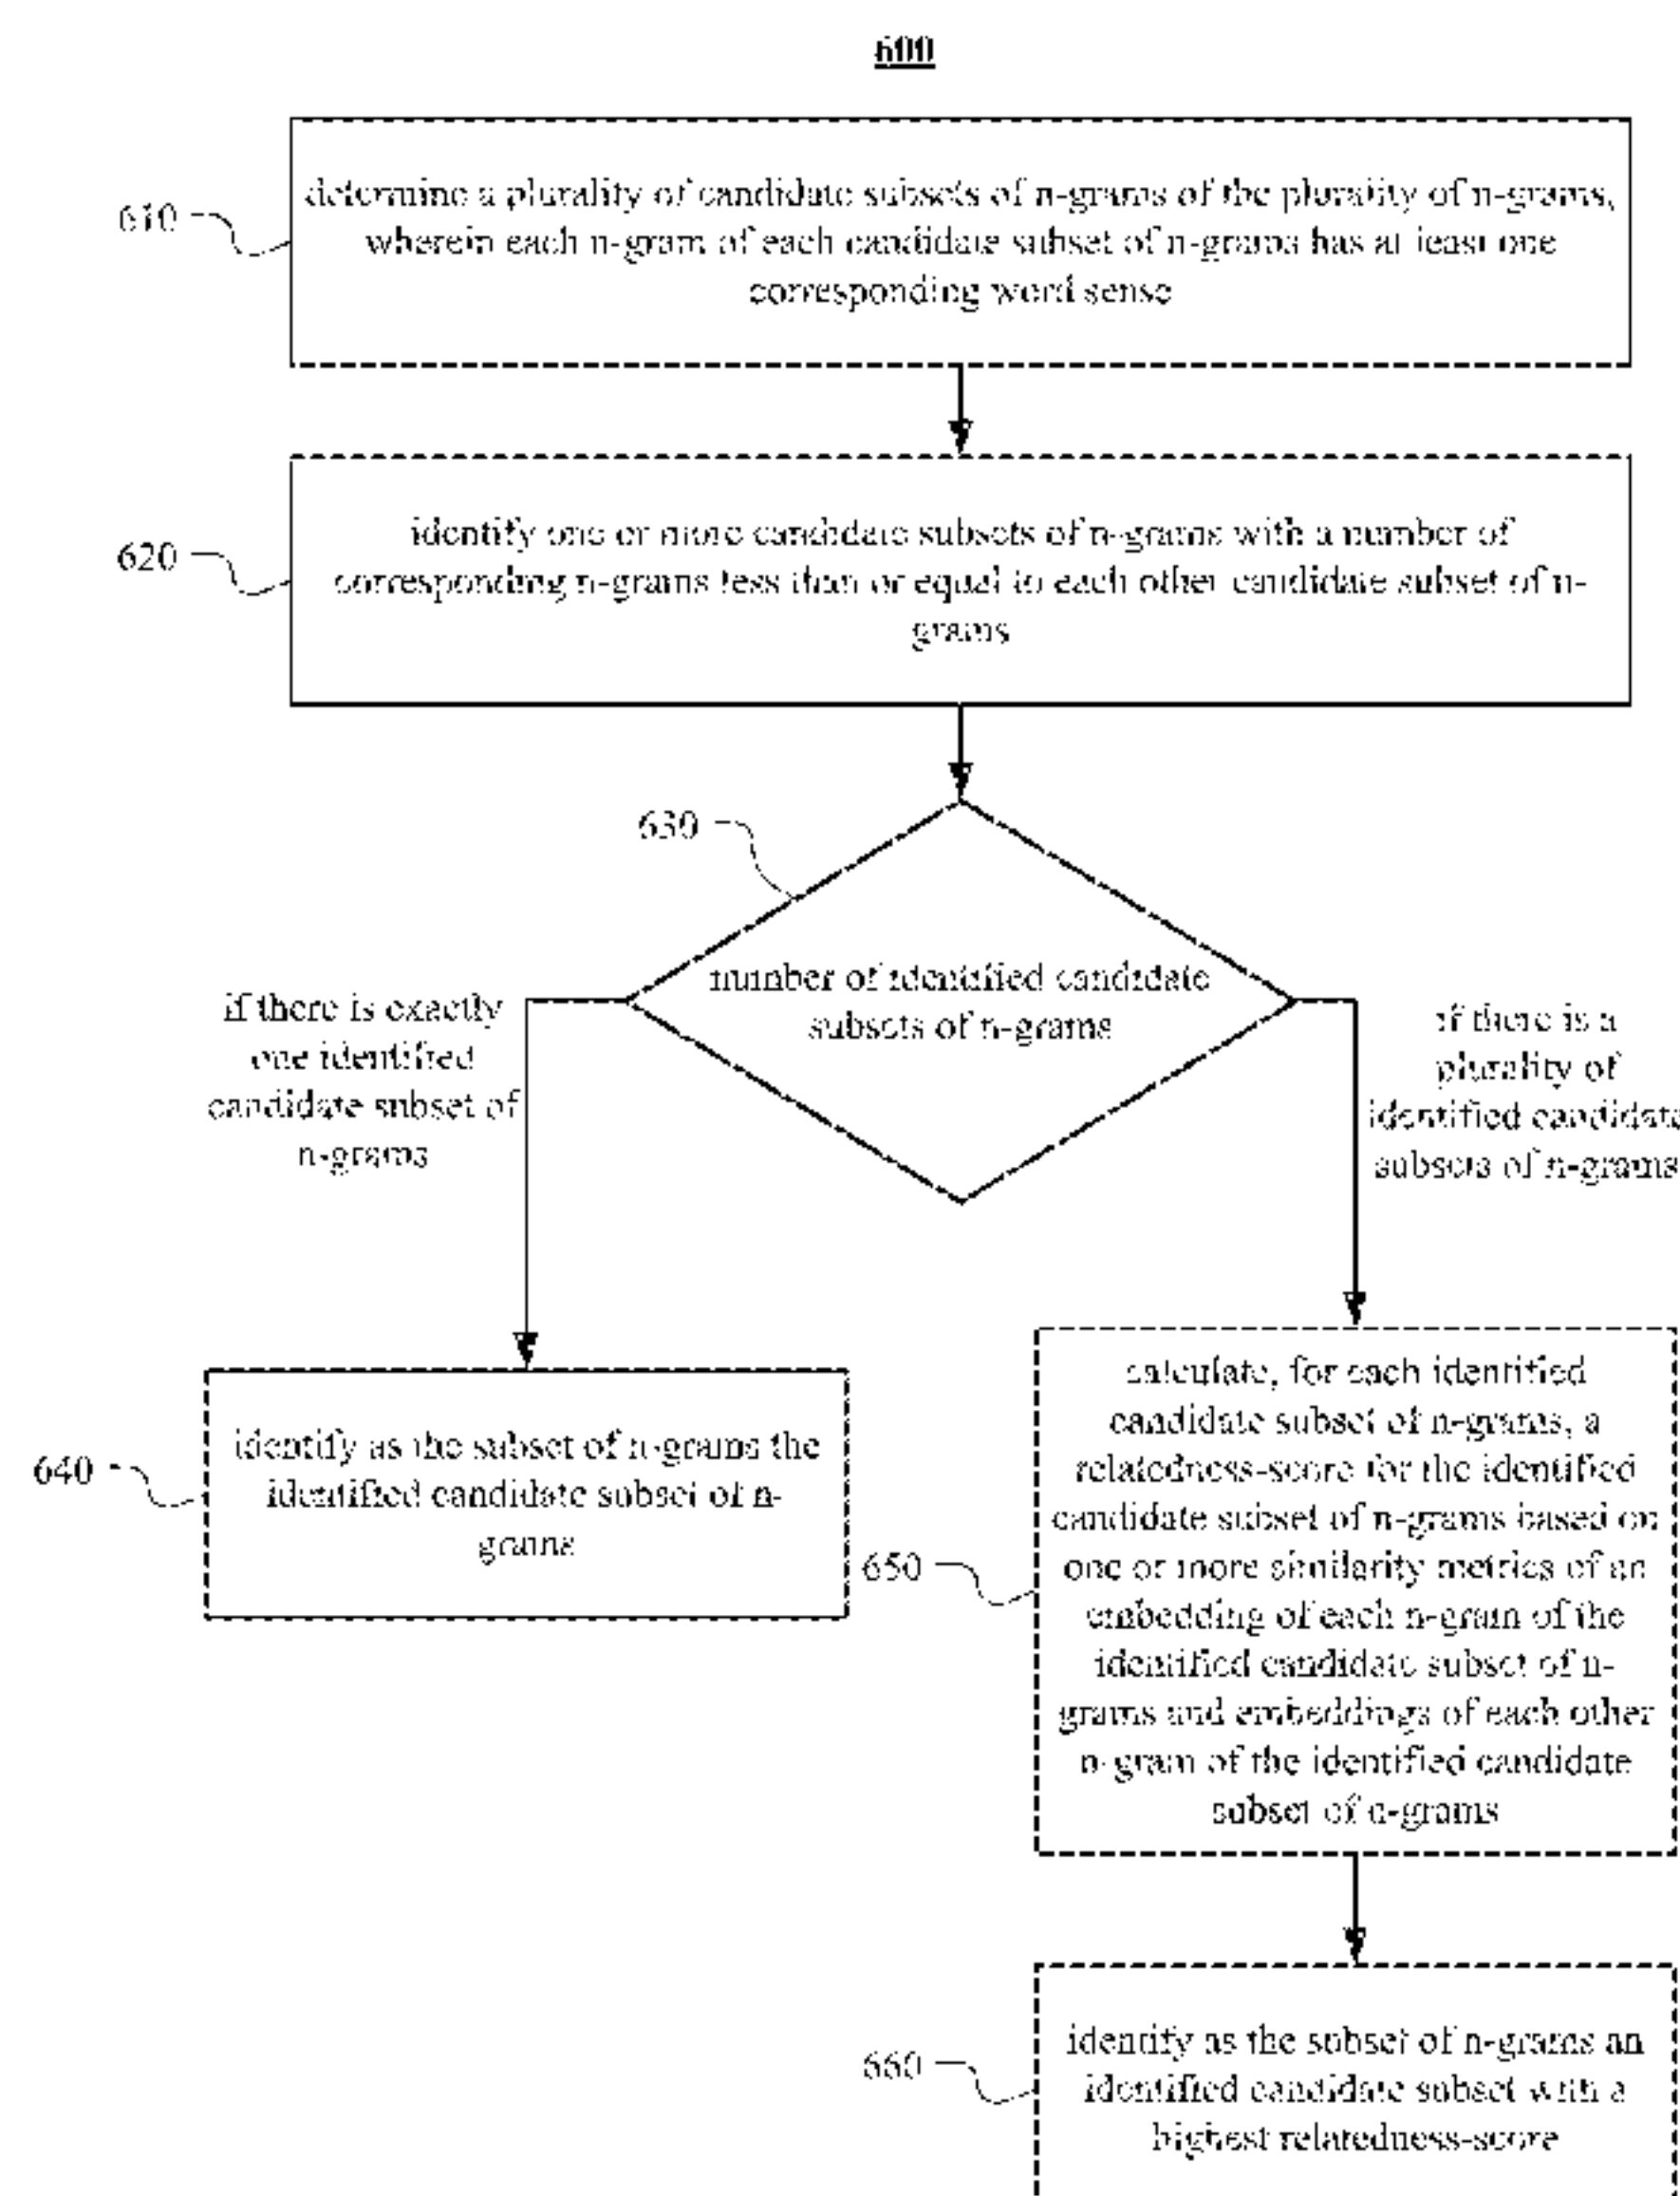 600
610
determine a plurality of candidate subsets of n-grams of the plurality of n-grams,
wherein each n-gram of each candidate subset of n-grams has at least one
corresponding word sense
620
identify one or more candidate subsets of n-grams with a number of
corresponding n-grams less than or equal to each other candidate subset of n-
grams
630
number of identified candidate
subsets of n-grams
if there is exactly
one identified
candidate subset of
n-grams
if there is a
plurality of
identified candidate
subsets of n-grams
640
identify as the subset of n-grams the
identified candidate subset of n-
grams
650
calculate, for each identified
candidate subset of n-grams, a
relatedness-score for the identified
candidate subset of n-grams based on
one or more similarity metrics of an
embedding of each n-gram of the
identified candidate subset of n-
grams and embeddings of each other
n-gram of the identified candidate
subset of n-grams
660
identify as the subset of n-grams an
identified candidate subset with a
highest relatedness-score